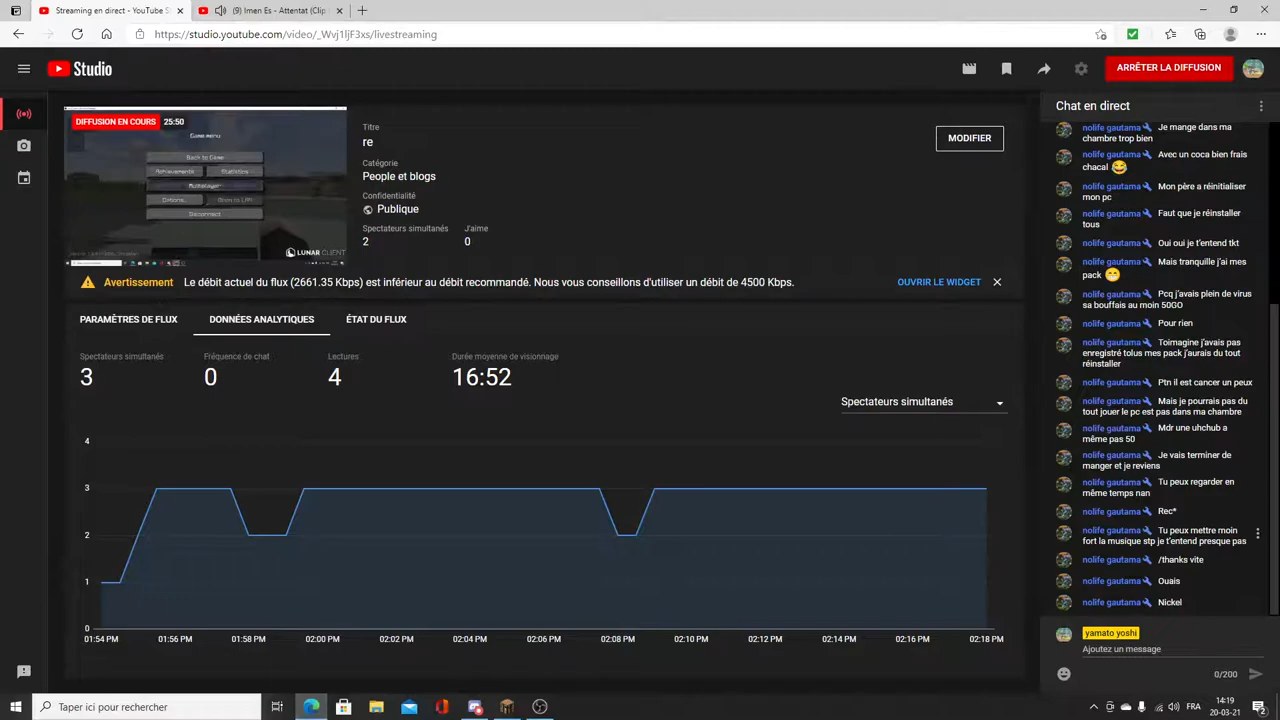 Streaming en direct - YouTube S
(9) Imen Es - Attentat (Clip
https://studio.youtube.com/video/_Wvj1ljF3xs/livestreaming
Studio
ARRÊTER LA DIFFUSION
DIFFUSION EN COURS 25:50
Game menu
Back to Game
Achievements Statistics
Multiplayer
Options... Open to LAN
Disconnect
LUNAR CLIENT
Titre
re
Catégorie
People et blogs
Confidentialité
Publique
Spectateurs simultanés J'aime
2 0
MODIFIER
Avertissement Le débit actuel du flux (2661.35 Kbps) est inférieur au débit recommandé. Nous vous conseillons d'utiliser un débit de 4500 Kbps.
OUVRIR LE WIDGET
PARAMÈTRES DE FLUX DONNÉES ANALYTIQUES ÉTAT DU FLUX
Spectateurs simultanés Fréquence de chat Lectures Durée moyenne de visionnage
3 0 4 16:52
Spectateurs simultanés
4
3
2
1
0
01:54 PM 01:56 PM 01:58 PM 02:00 PM 02:02 PM 02:04 PM 02:06 PM 02:08 PM 02:10 PM 02:12 PM 02:14 PM 02:16 PM 02:18 PM
Chat en direct
nolife gautama Je mange dans ma
chambre trop bien
nolife gautama Avec un coca bien frais
chacal 😂
nolife gautama Mon père a réinitialiser
mon pc
nolife gautama Faut que je réinstaller
tous
nolife gautama Oui oui je t'entend tkt
nolife gautama Mais tranquille j'ai mes
pack 😁
nolife gautama Pcq j'avais plein de virus
sa bouffais au moin 50GO
nolife gautama Pour rien
nolife gautama Toimagine j'avais pas
enregistré tolus mes pack j'aurais du tout
réinstaller
nolife gautama Ptn il est cancer un peux
nolife gautama Mais je pourrais pas du
tout jouer le pc est pas dans ma chambre
nolife gautama Mdr une uhchub a
même pas 50
nolife gautama Je vais terminer de
manger et je reviens
nolife gautama Tu peux regarder en
même temps nan
nolife gautama Rec*
nolife gautama Tu peux mettre moin
fort la musique stp je t'entend presque pas
nolife gautama /thanks vite
nolife gautama Ouais
nolife gautama Nickel
yamato yoshi
Ajoutez un message
0/200
Taper ici pour rechercher
FRA
14:19
20-03-21
2